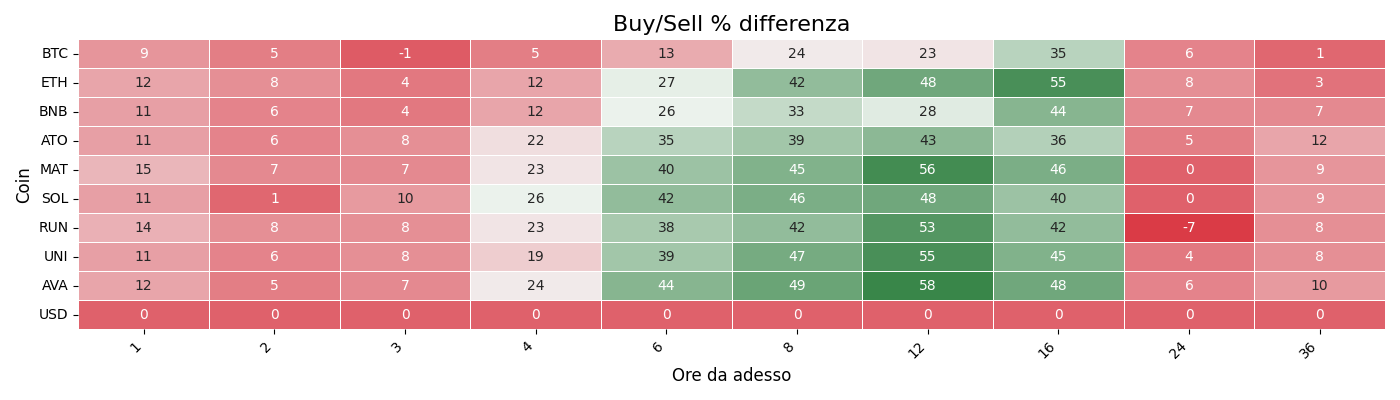 Buy/Sell % differenza
Coin
BTC 9 5 -1 5 13 24 23 35 6 1
ETH 12 8 4 12 27 42 48 55 8 3
BNB 11 6 4 12 26 33 28 44 7 7
ATO 11 6 8 22 35 39 43 36 5 12
MAT 15 7 7 23 40 45 56 46 0 9
SOL 11 1 10 26 42 46 48 40 0 9
RUN 14 8 8 23 38 42 53 42 -7 8
UNI 11 6 8 19 39 47 55 45 4 8
AVA 12 5 7 24 44 49 58 48 6 10
USD 0 0 0 0 0 0 0 0 0 0
1 2 3 4 6 8 12 16 24 36
Ore da adesso